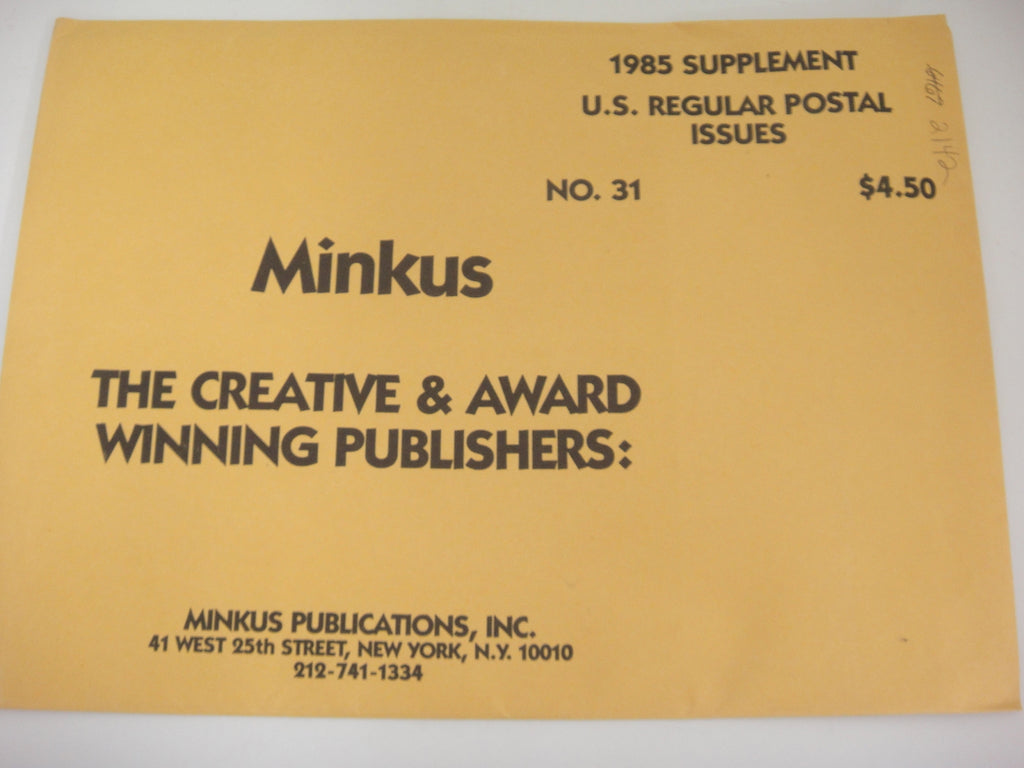 1985 SUPPLEMENT
U.S. REGULAR POSTAL
ISSUES
NO. 31 $4.50
Minkus
THE CREATIVE & AWARD
WINNING PUBLISHERS:
MINKUS PUBLICATIONS, INC.
41 WEST 25th STREET, NEW YORK, N.Y. 10010
212-741-1334
2142